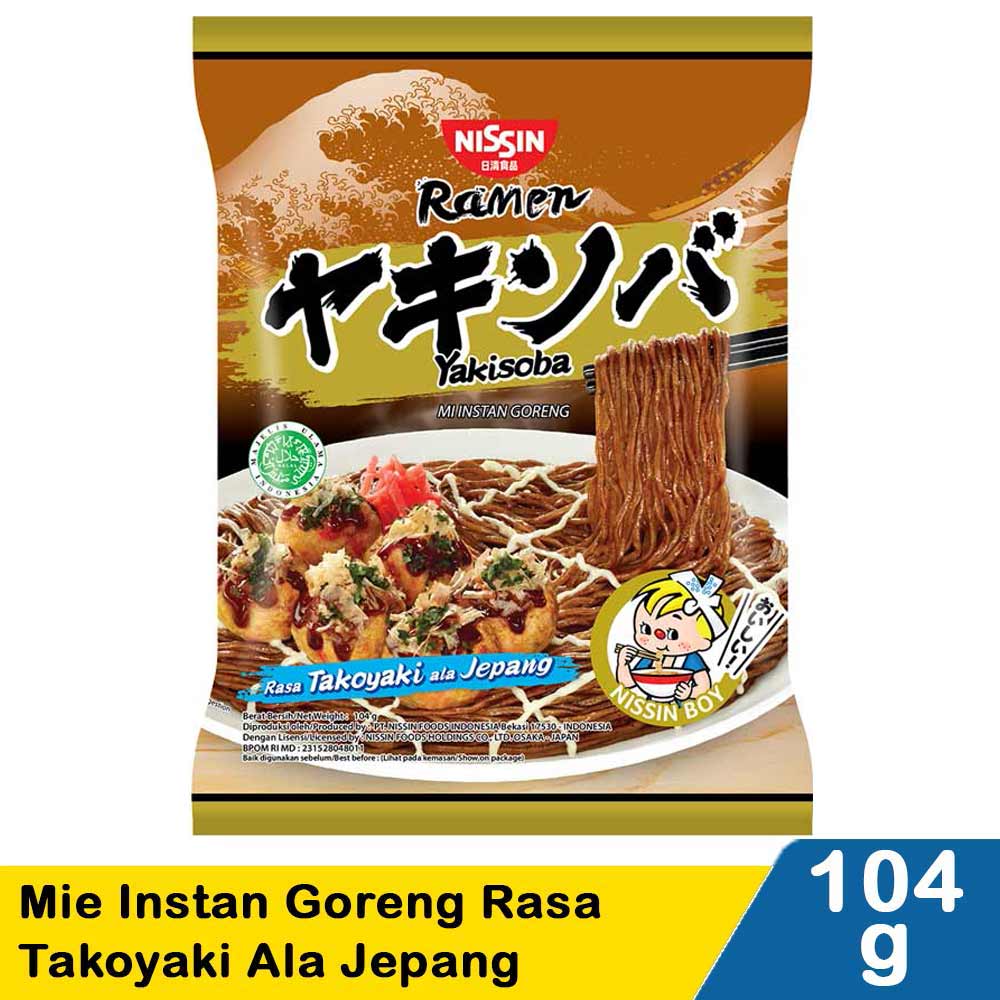 NISSIN
日清食品
Ramen
ヤキソバ
Yakisoba
MI INSTAN GORENG
MAJELIS ULAMA
حلال
HALAL
INDONESIA
おいしい!
Rasa Takoyaki ala Jepang
NISSIN BOY
Berat Bersih/Net Weight : 104 g
Diproduksi oleh/Produced by : PT. NISSIN FOODS INDONESIA Bekasi 17530 - INDONESIA
Dengan Lisensi/Licensed by : NISSIN FOODS HOLDINGS CO., LTD. OSAKA - JAPAN
BPOM RI MD : 231528048011
Baik digunakan sebelum/Best before : (Lihat pada kemasan/Show on package)
Mie Instan Goreng Rasa
Takoyaki Ala Jepang
104
g